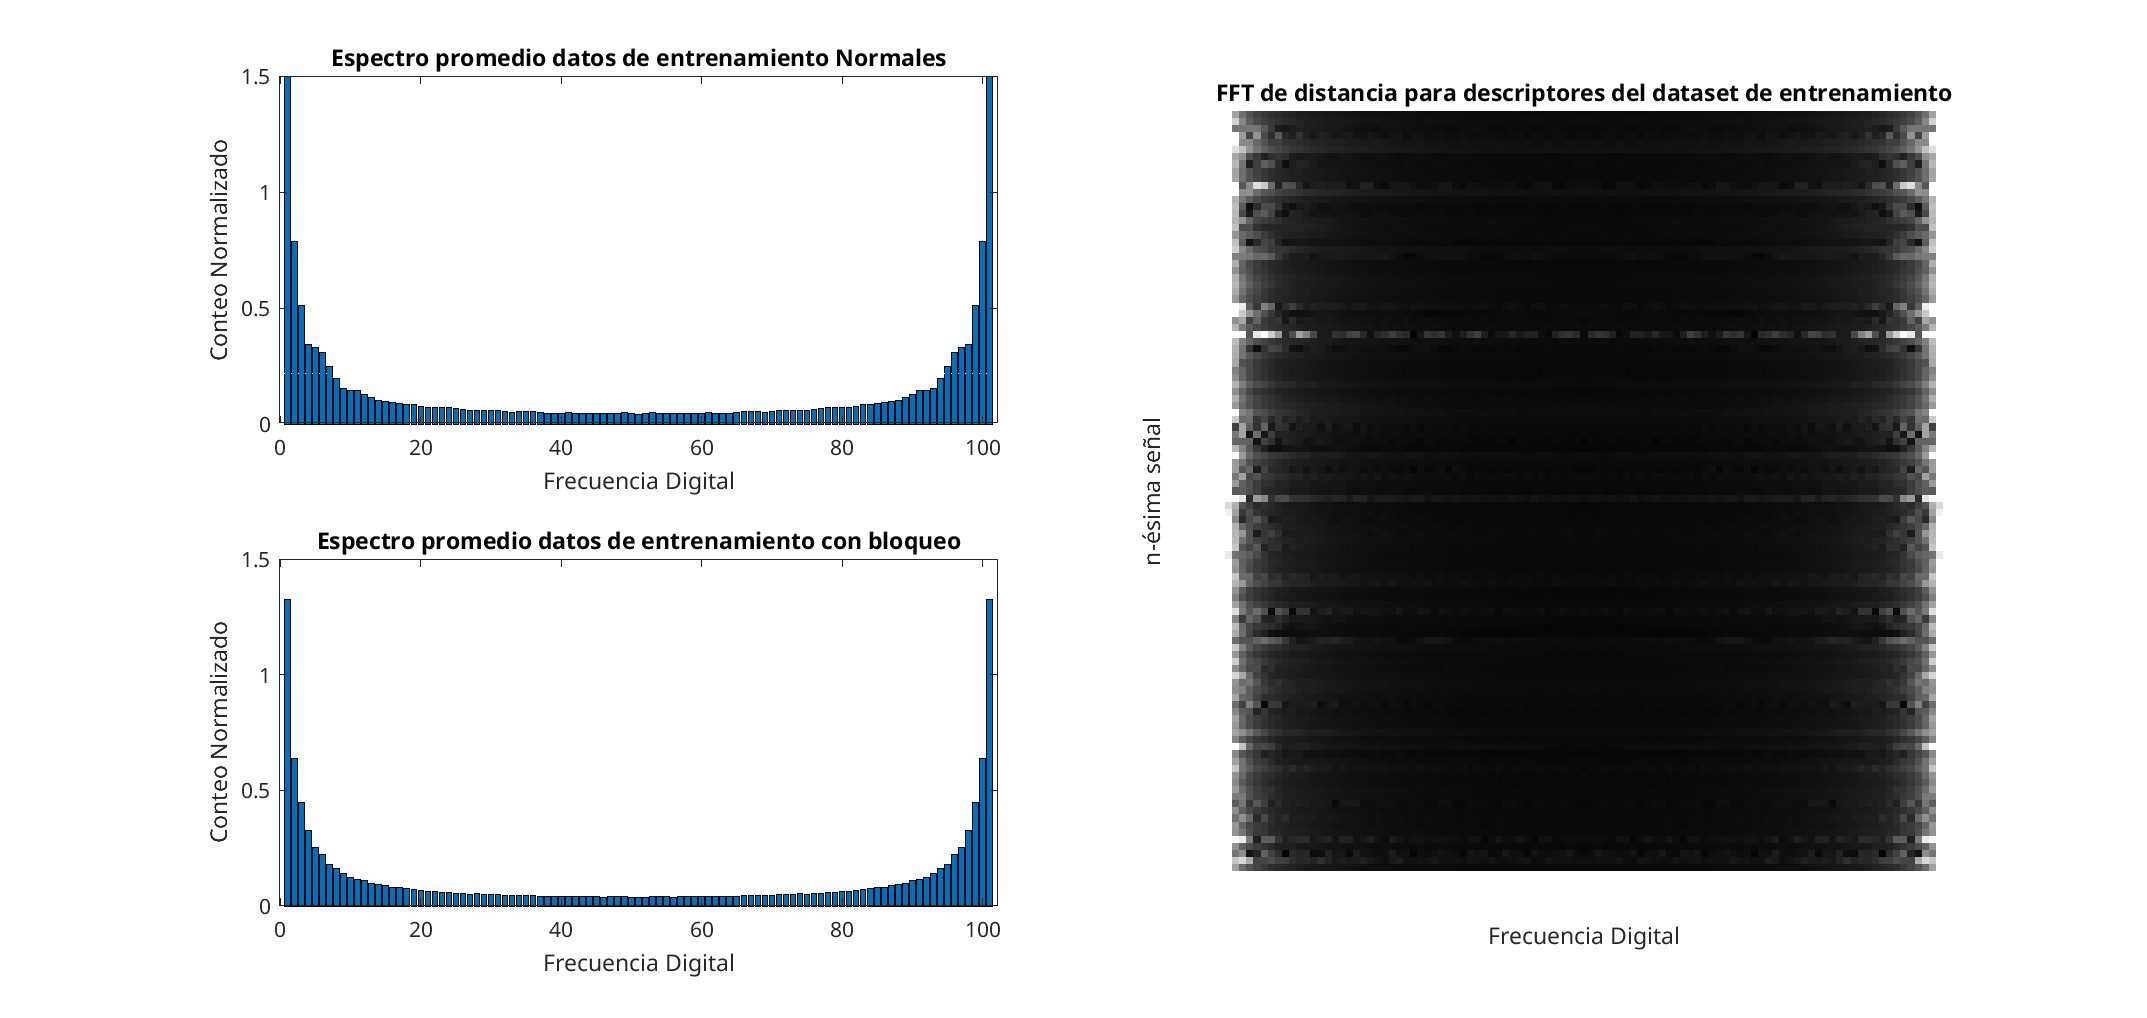 Espectro promedio datos de entrenamiento Normales
1.5
1
0.5
0
0 20 40 60 80 100
Conteo Normalizado
Frecuencia Digital
Espectro promedio datos de entrenamiento con bloqueo
1.5
1
0.5
0
0 20 40 60 80 100
Conteo Normalizado
Frecuencia Digital
FFT de distancia para descriptores del dataset de entrenamiento
n-ésima señal
Frecuencia Digital